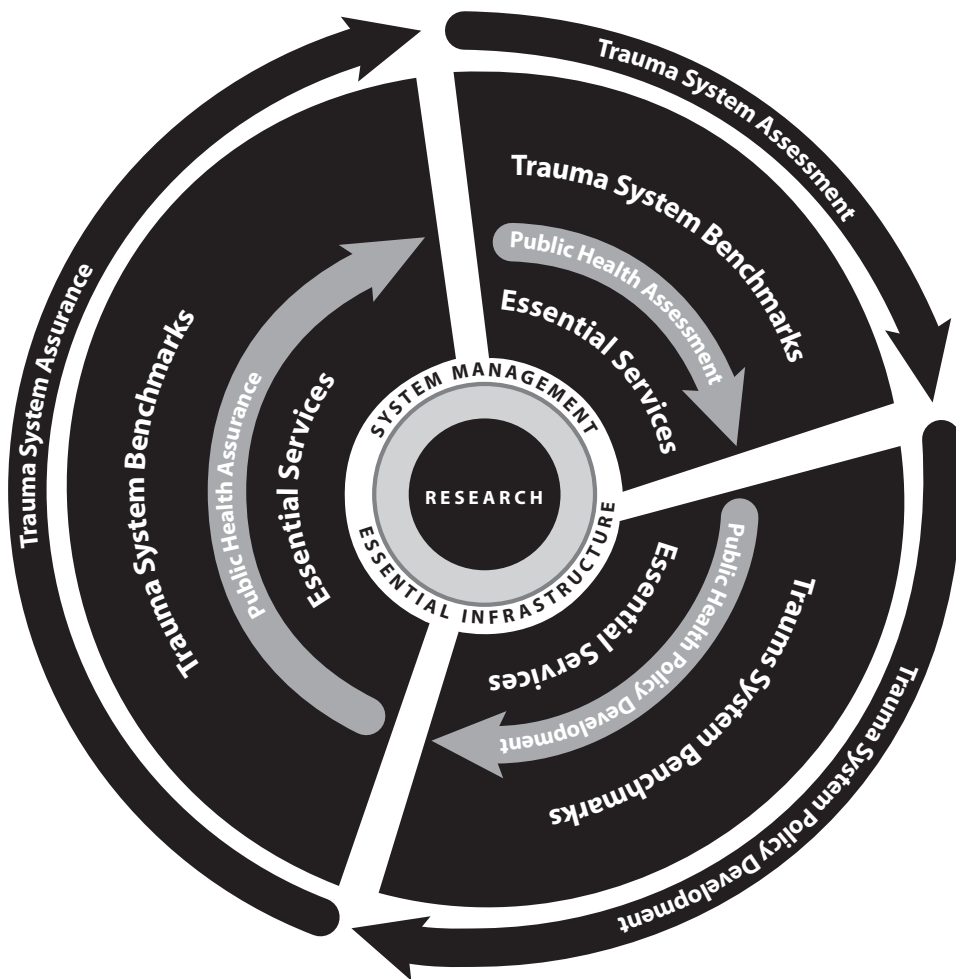 Trauma System Assessment
Trauma System Benchmarks
Public Health Assessment
Essential Services
Trauma System Policy Development
Traums System Benchmarks
Public Health Policy Development
Essential Services
Trauma System Assurance
Trauma System Benchmarks
Public Health Assurance
Esssential Services
SYSTEM MANAGEMENT
RESEARCH
ESSENTIAL INFRASTRUCTURE